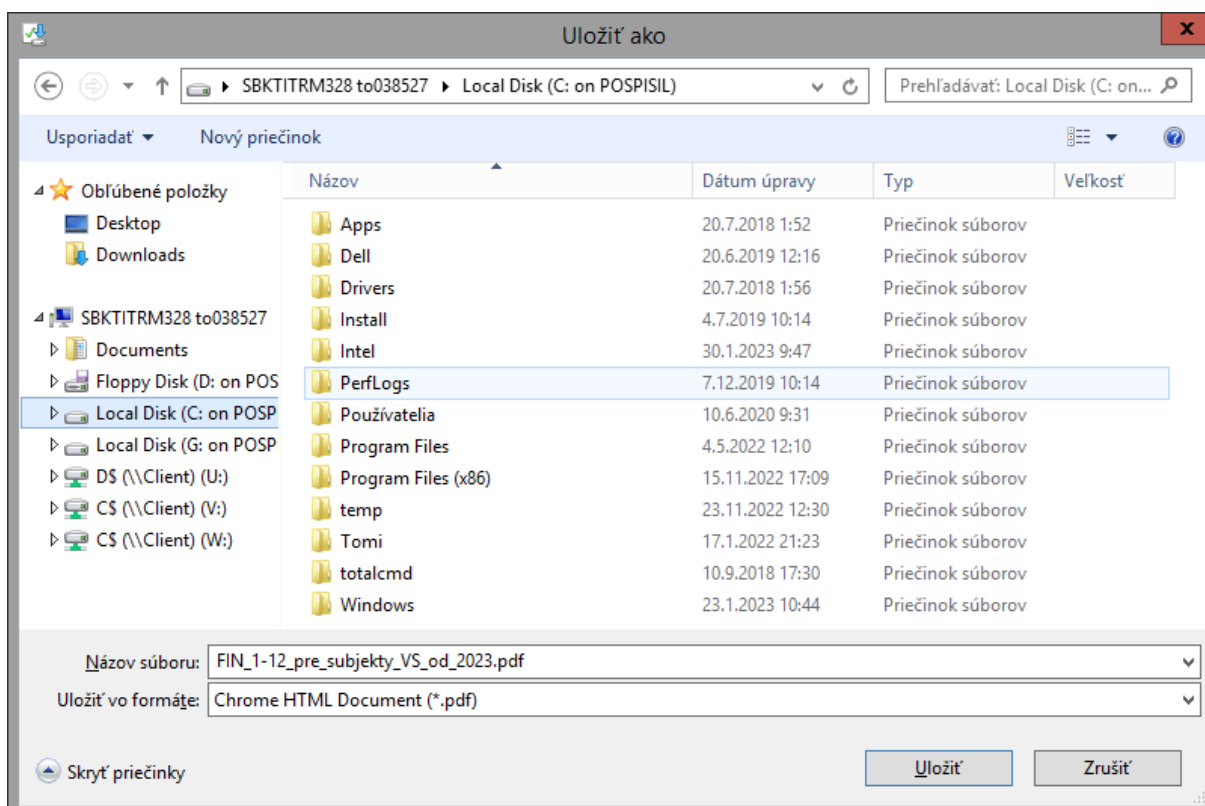 Uložiť ako
x
SBKTITRM328 to038527 Local Disk (C: on POSPISIL) Prehľadávať: Local Disk (C: on...
Usporiadať Nový priečinok
Názov Dátum úpravy Typ Veľkosť
Obľúbené položky
Desktop
Downloads
SBKTITRM328 to038527
Documents
Floppy Disk (D: on POS
Local Disk (C: on POSP
Local Disk (G: on POSP
D$ (\\Client) (U:)
C$ (\\Client) (V:)
C$ (\\Client) (W:)
Apps 20.7.2018 1:52 Priečinok súborov
Dell 20.6.2019 12:16 Priečinok súborov
Drivers 20.7.2018 1:56 Priečinok súborov
Install 4.7.2019 10:14 Priečinok súborov
Intel 30.1.2023 9:47 Priečinok súborov
PerfLogs 7.12.2019 10:14 Priečinok súborov
Používatelia 10.6.2020 9:31 Priečinok súborov
Program Files 4.5.2022 12:10 Priečinok súborov
Program Files (x86) 15.11.2022 17:09 Priečinok súborov
temp 23.11.2022 12:30 Priečinok súborov
Tomi 17.1.2022 21:23 Priečinok súborov
totalcmd 10.9.2018 17:30 Priečinok súborov
Windows 23.1.2023 10:44 Priečinok súborov
Názov súboru: FIN_1-12_pre_subjekty_VS_od_2023.pdf
Uložiť vo formáte: Chrome HTML Document (*.pdf)
Skryť priečinky Uložiť Zrušiť